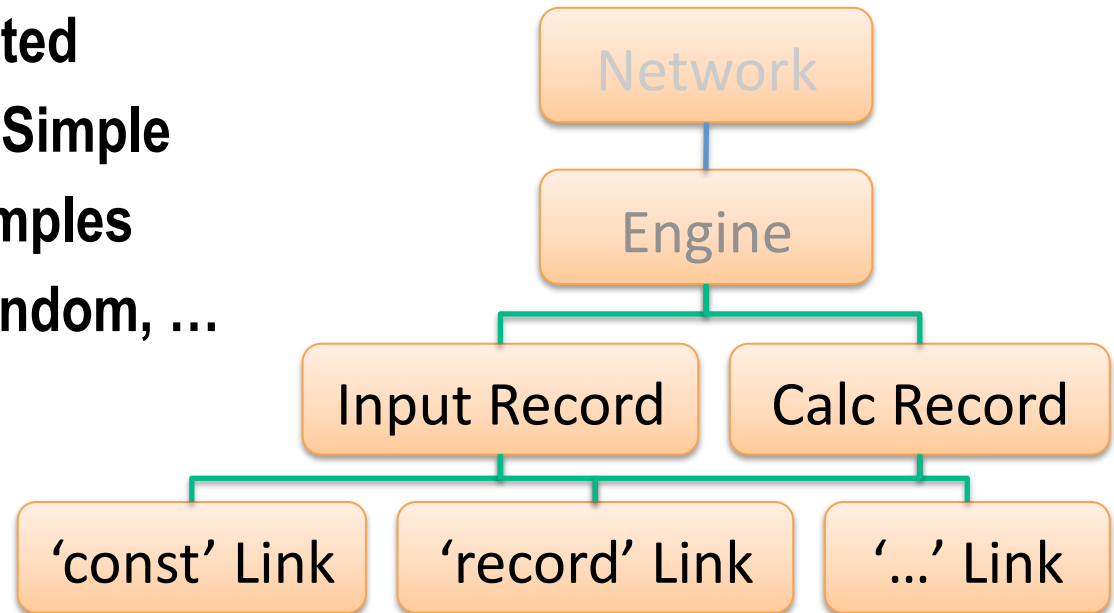 ted
Simple
mples
ndom, …
Network
Engine
Input Record
Calc Record
‘const’ Link
‘record’ Link
‘…’ Link